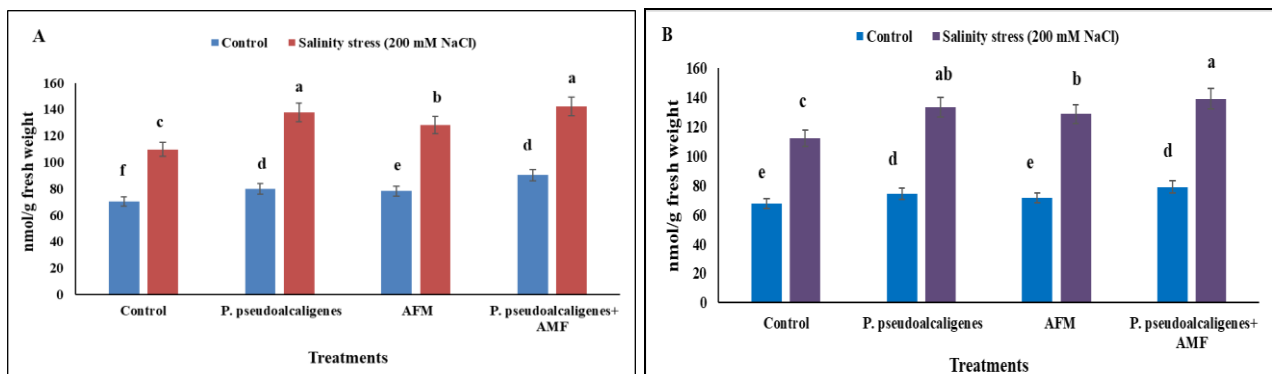 A
Control Salinity stress (200 mM NaCl)
nmol/g fresh weight
160
140
120
100
80
60
40
20
0
f c d a e b d a
Control P. pseudoalcaligenes AFM P. pseudoalcaligenes+
AMF
Treatments
B
Control Salinity stress (200 mM NaCl)
nmol/g fresh weight
160
140
120
100
80
60
40
20
0
e c d ab e b d a
Control P. pseudoalcaligenes AFM P. pseudoalcaligenes+
AMF
Treatments